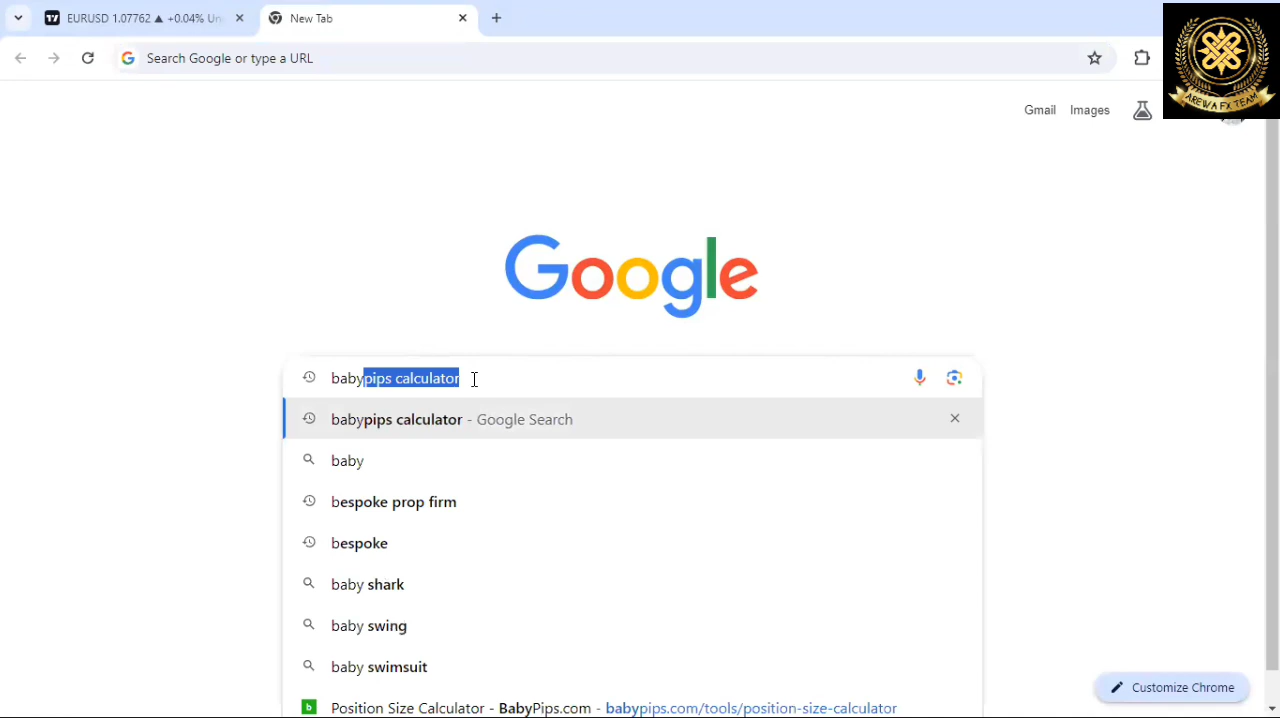 EURUSD 1.07762 ▲ +0.04% Un
New Tab
Search Google or type a URL
AREWA FX TEAM
Gmail Images
Google
babypips calculator
babypips calculator - Google Search
baby
bespoke prop firm
bespoke
baby shark
baby swing
baby swimsuit
Customize Chrome
Position Size Calculator - BabyPips.com - babypips.com/tools/position-size-calculator